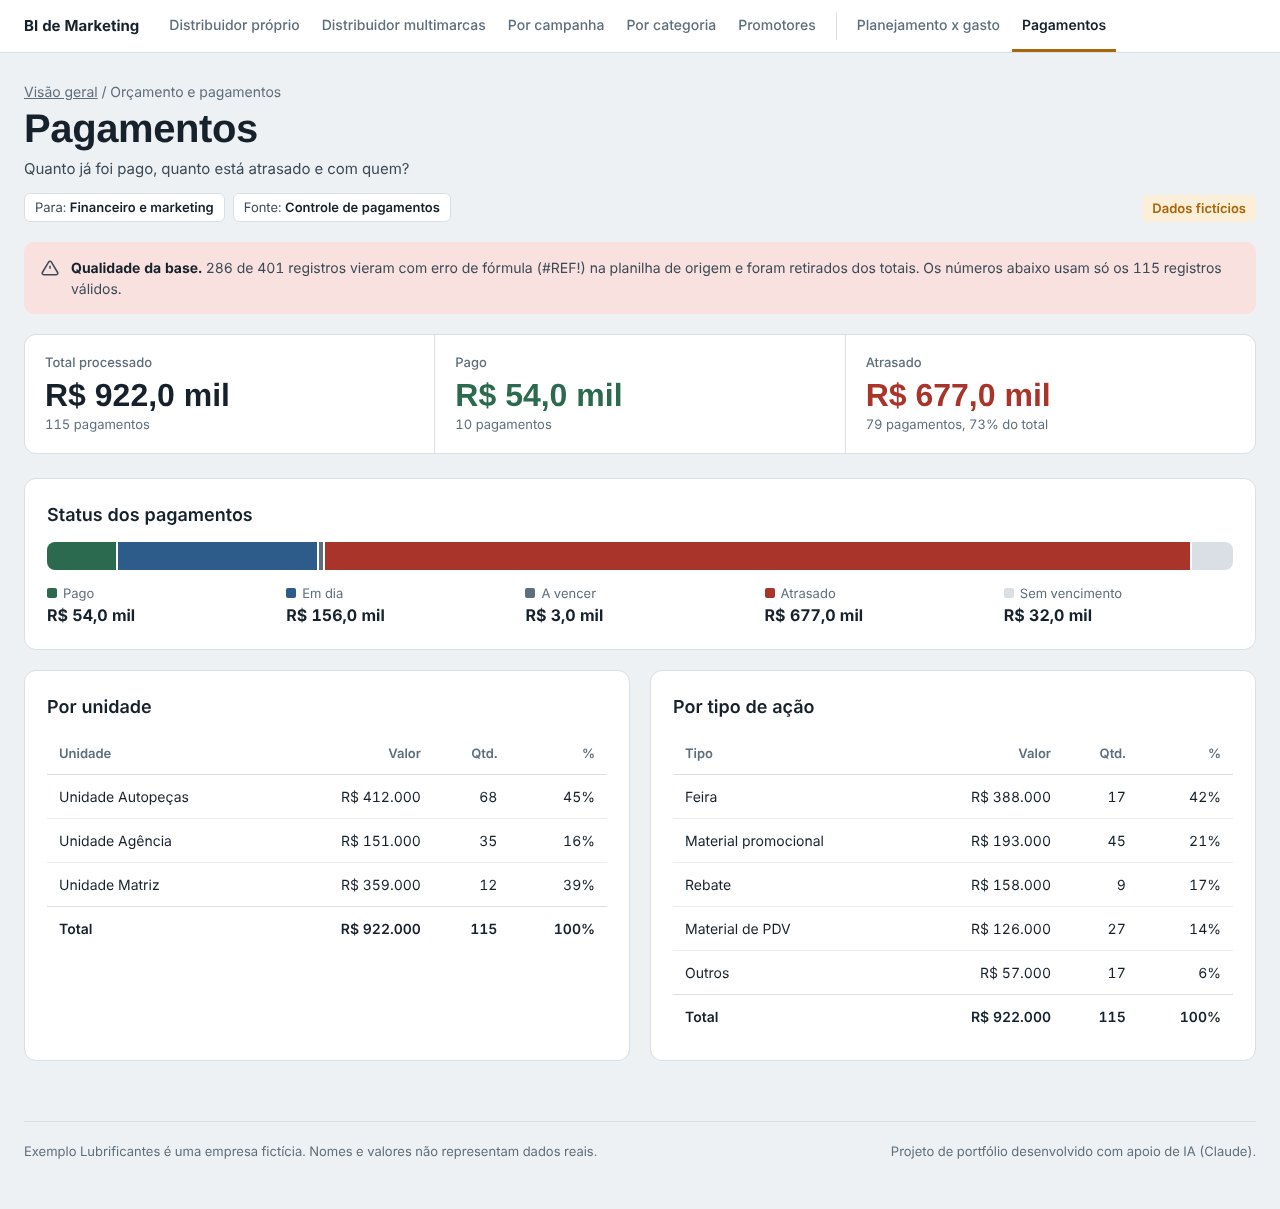 BI de Marketing
Distribuidor próprio
Distribuidor multimarcas
Por campanha
Por categoria
Promotores
Planejamento x gasto
Pagamentos
Visão geral / Orçamento e pagamentos
Pagamentos
Quanto já foi pago, quanto está atrasado e com quem?
Para: Financeiro e marketing
Fonte: Controle de pagamentos
Dados fictícios
Qualidade da base. 286 de 401 registros vieram com erro de fórmula (#REF!) na planilha de origem e foram retirados dos totais. Os números abaixo usam só os 115 registros
válidos.
Total processado
R$ 922,0 mil
115 pagamentos
Pago
R$ 54,0 mil
10 pagamentos
Atrasado
R$ 677,0 mil
79 pagamentos, 73% do total
Status dos pagamentos
Pago
R$ 54,0 mil
Em dia
R$ 156,0 mil
A vencer
R$ 3,0 mil
Atrasado
R$ 677,0 mil
Sem vencimento
R$ 32,0 mil
Por unidade
Unidade Valor Qtd. %
Unidade Autopeças R$ 412.000 68 45%
Unidade Agência R$ 151.000 35 16%
Unidade Matriz R$ 359.000 12 39%
Total R$ 922.000 115 100%
Por tipo de ação
Tipo Valor Qtd. %
Feira R$ 388.000 17 42%
Material promocional R$ 193.000 45 21%
Rebate R$ 158.000 9 17%
Material de PDV R$ 126.000 27 14%
Outros R$ 57.000 17 6%
Total R$ 922.000 115 100%
Exemplo Lubrificantes é uma empresa fictícia. Nomes e valores não representam dados reais.
Projeto de portfólio desenvolvido com apoio de IA (Claude).